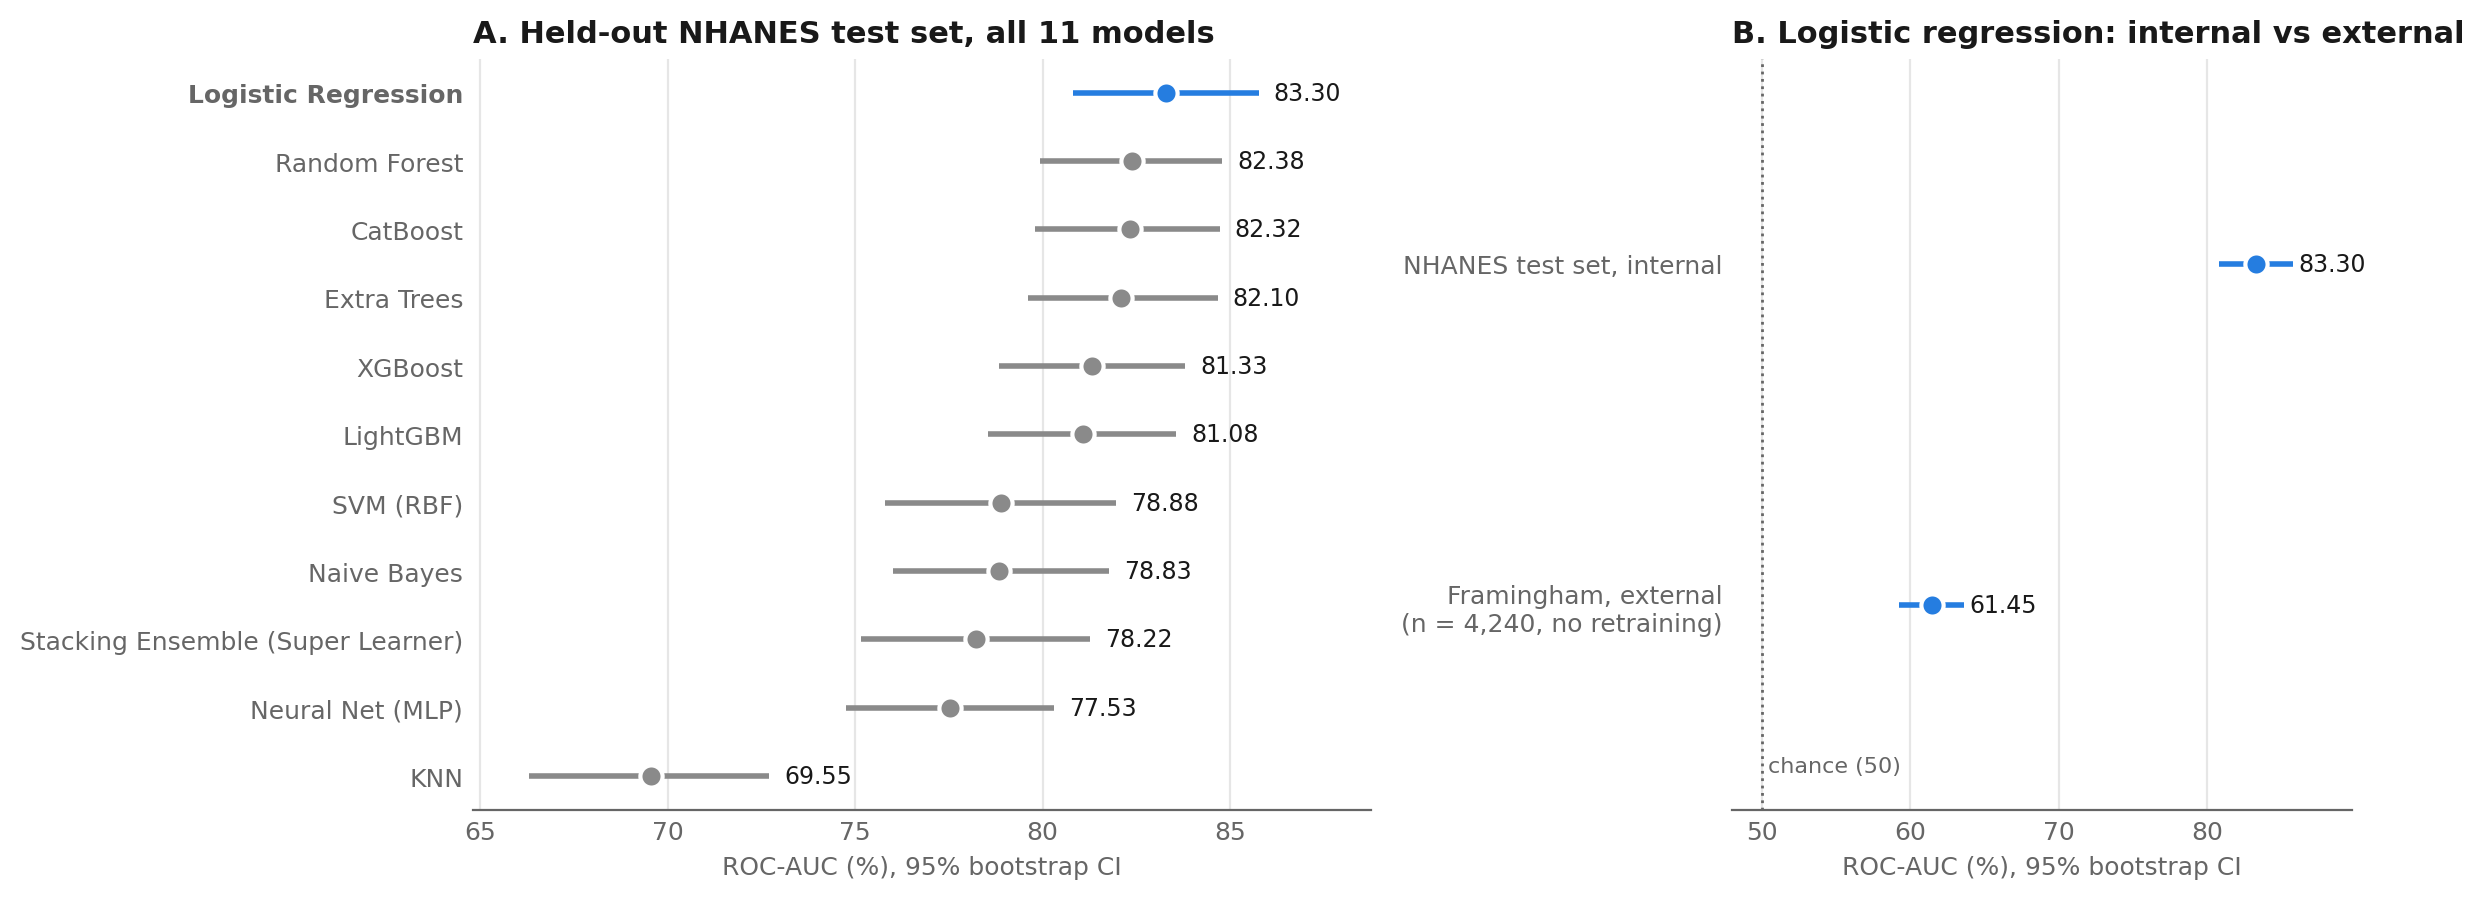 A. Held-out NHANES test set, all 11 models
Logistic Regression 83.30
Random Forest 82.38
CatBoost 82.32
Extra Trees 82.10
XGBoost 81.33
LightGBM 81.08
SVM (RBF) 78.88
Naive Bayes 78.83
Stacking Ensemble (Super Learner) 78.22
Neural Net (MLP) 77.53
KNN 69.55
65 70 75 80 85
ROC-AUC (%), 95% bootstrap CI
B. Logistic regression: internal vs external
NHANES test set, internal 83.30
Framingham, external
(n = 4,240, no retraining)
61.45
chance (50)
50 60 70 80
ROC-AUC (%), 95% bootstrap CI